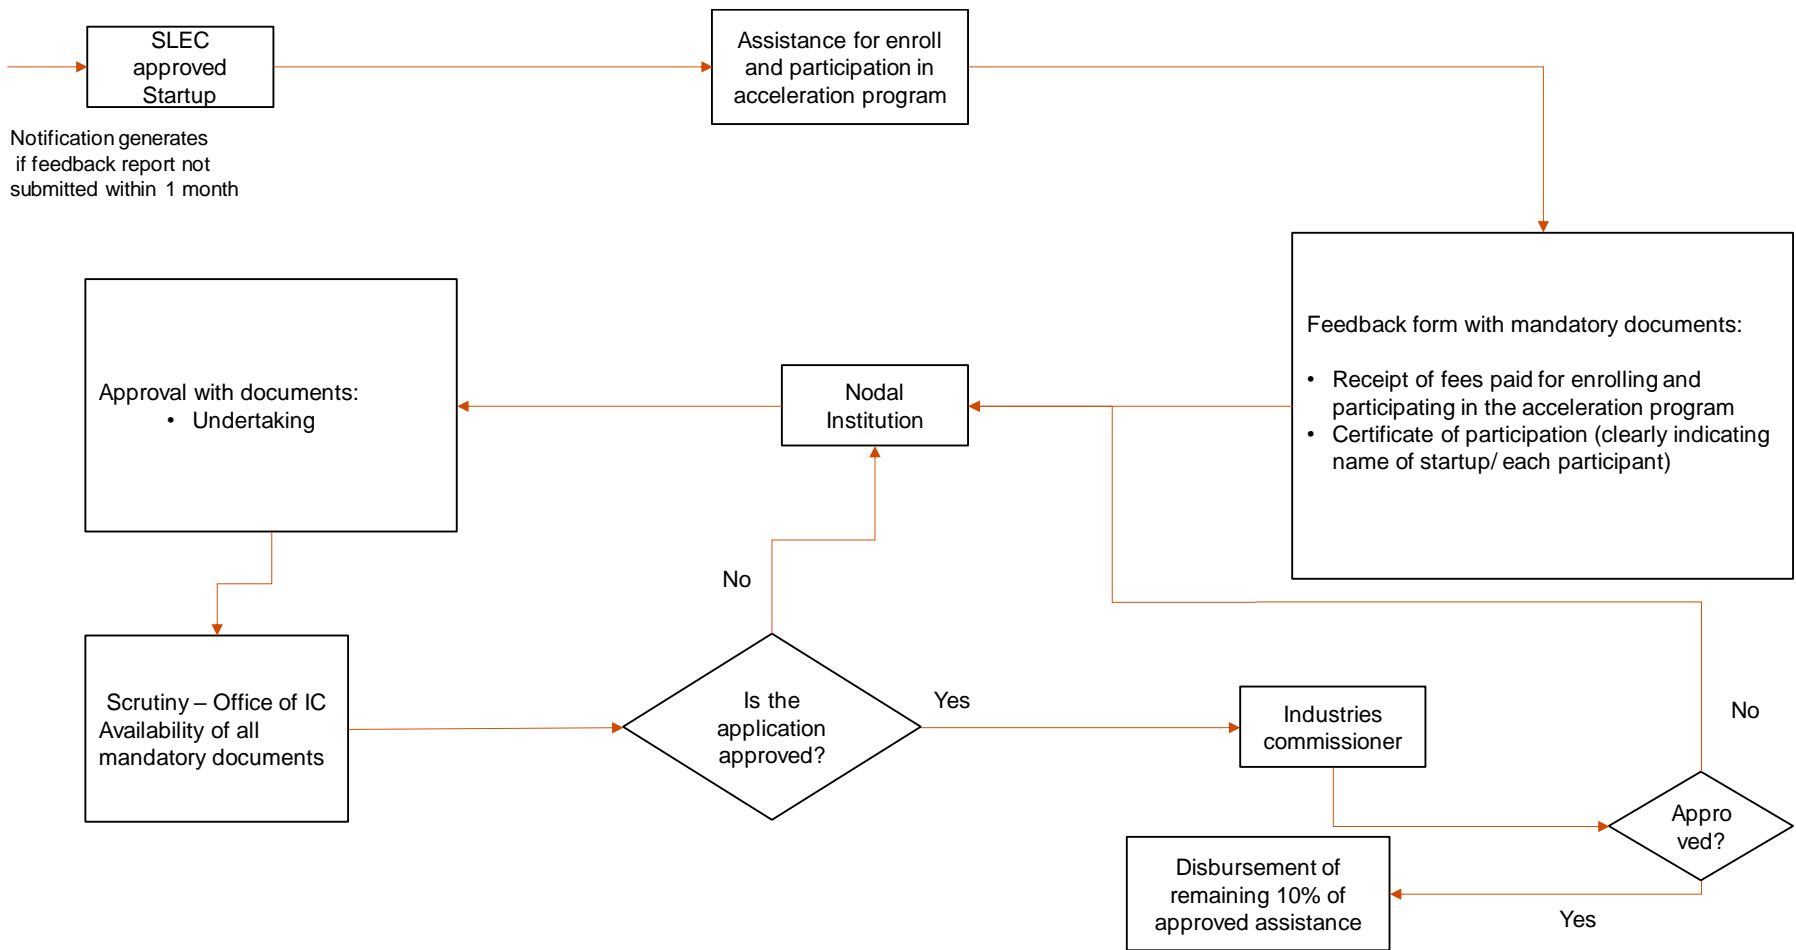 SLEC
approved
Startup
Assistance for enroll
and participation in
acceleration program
Notification generates
if feedback report not
submitted within 1 month
Feedback form with mandatory documents:
• Receipt of fees paid for enrolling and
participating in the acceleration program
• Certificate of participation (clearly indicating
name of startup/ each participant)
Nodal
Institution
Approval with documents:
• Undertaking
No
Scrutiny – Office of IC
Availability of all
mandatory documents
Is the
application
approved?
Yes
Industries
commissioner
No
Appro
ved?
Yes
Disbursement of
remaining 10% of
approved assistance